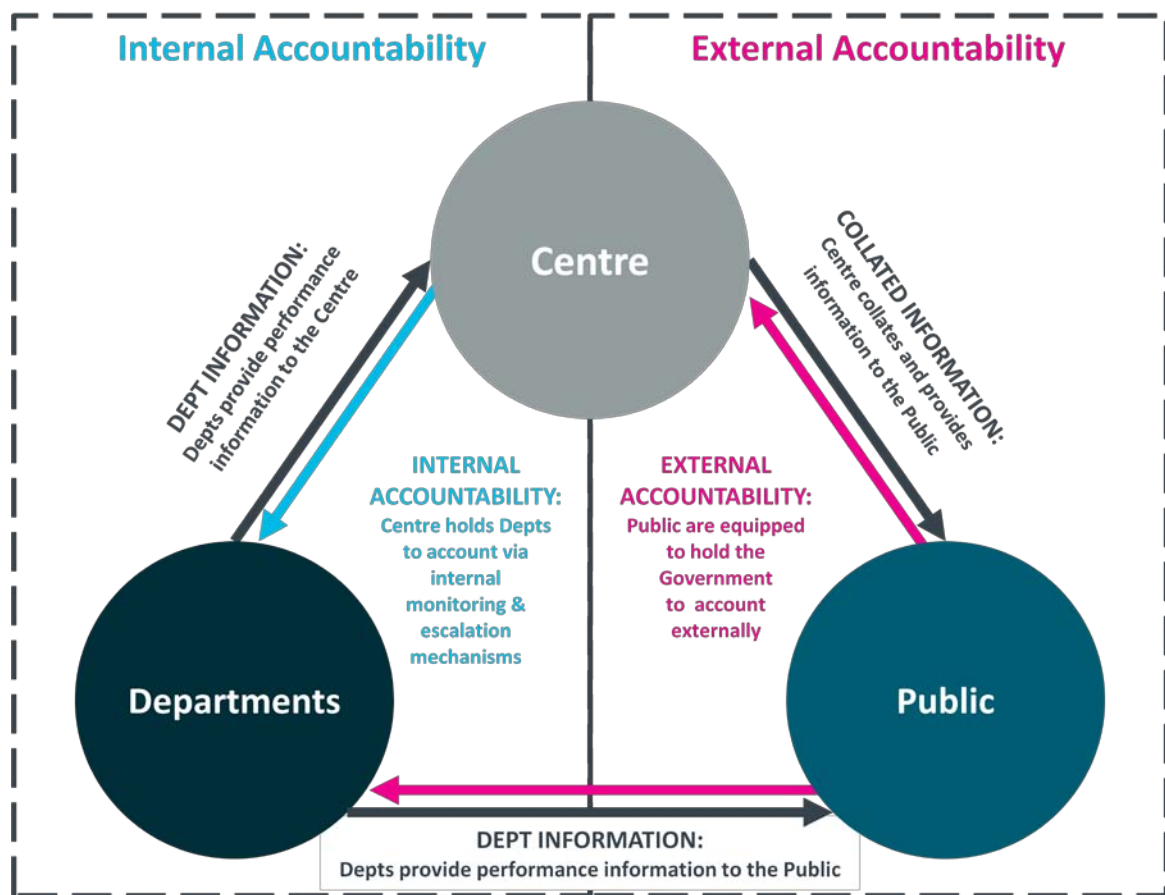 Internal Accountability
External Accountability
Centre
DEPT INFORMATION:
Depts provide performance
information to the Centre
COLLATED INFORMATION:
Centre collates and provides
information to the Public
INTERNAL
ACCOUNTABILITY:
Centre holds Depts
to account via
internal
monitoring &
escalation
mechanisms
EXTERNAL
ACCOUNTABILITY:
Public are equipped
to hold the
Government
to account
externally
Departments
Public
DEPT INFORMATION:
Depts provide performance information to the Public